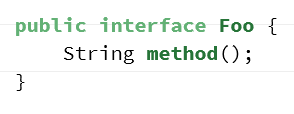 public interface Foo {
    String method();
}